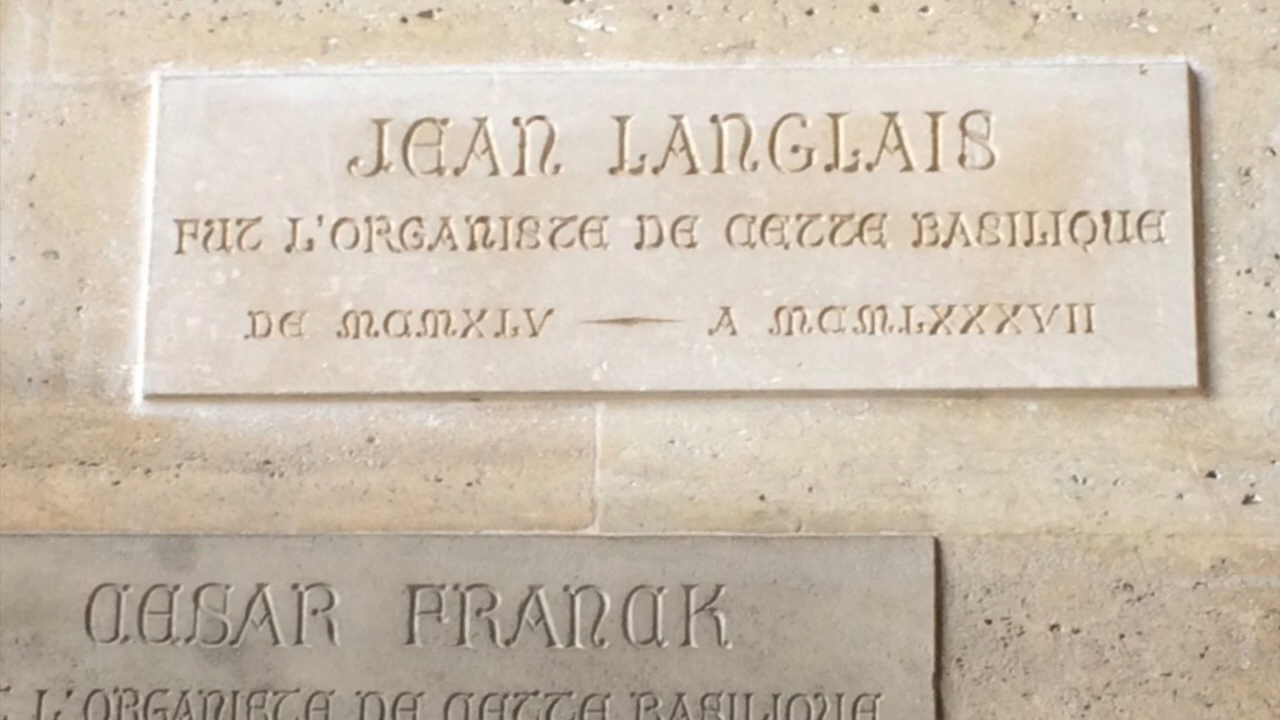 JEAN LANGLAIS
FUT L'ORGANISTE DE CETTE BASILIQUE
DE MCMXLV — A MCMLXXXVII
CESAR FRANCK
L'ORGANISTE DE CETTE BASILIQUE